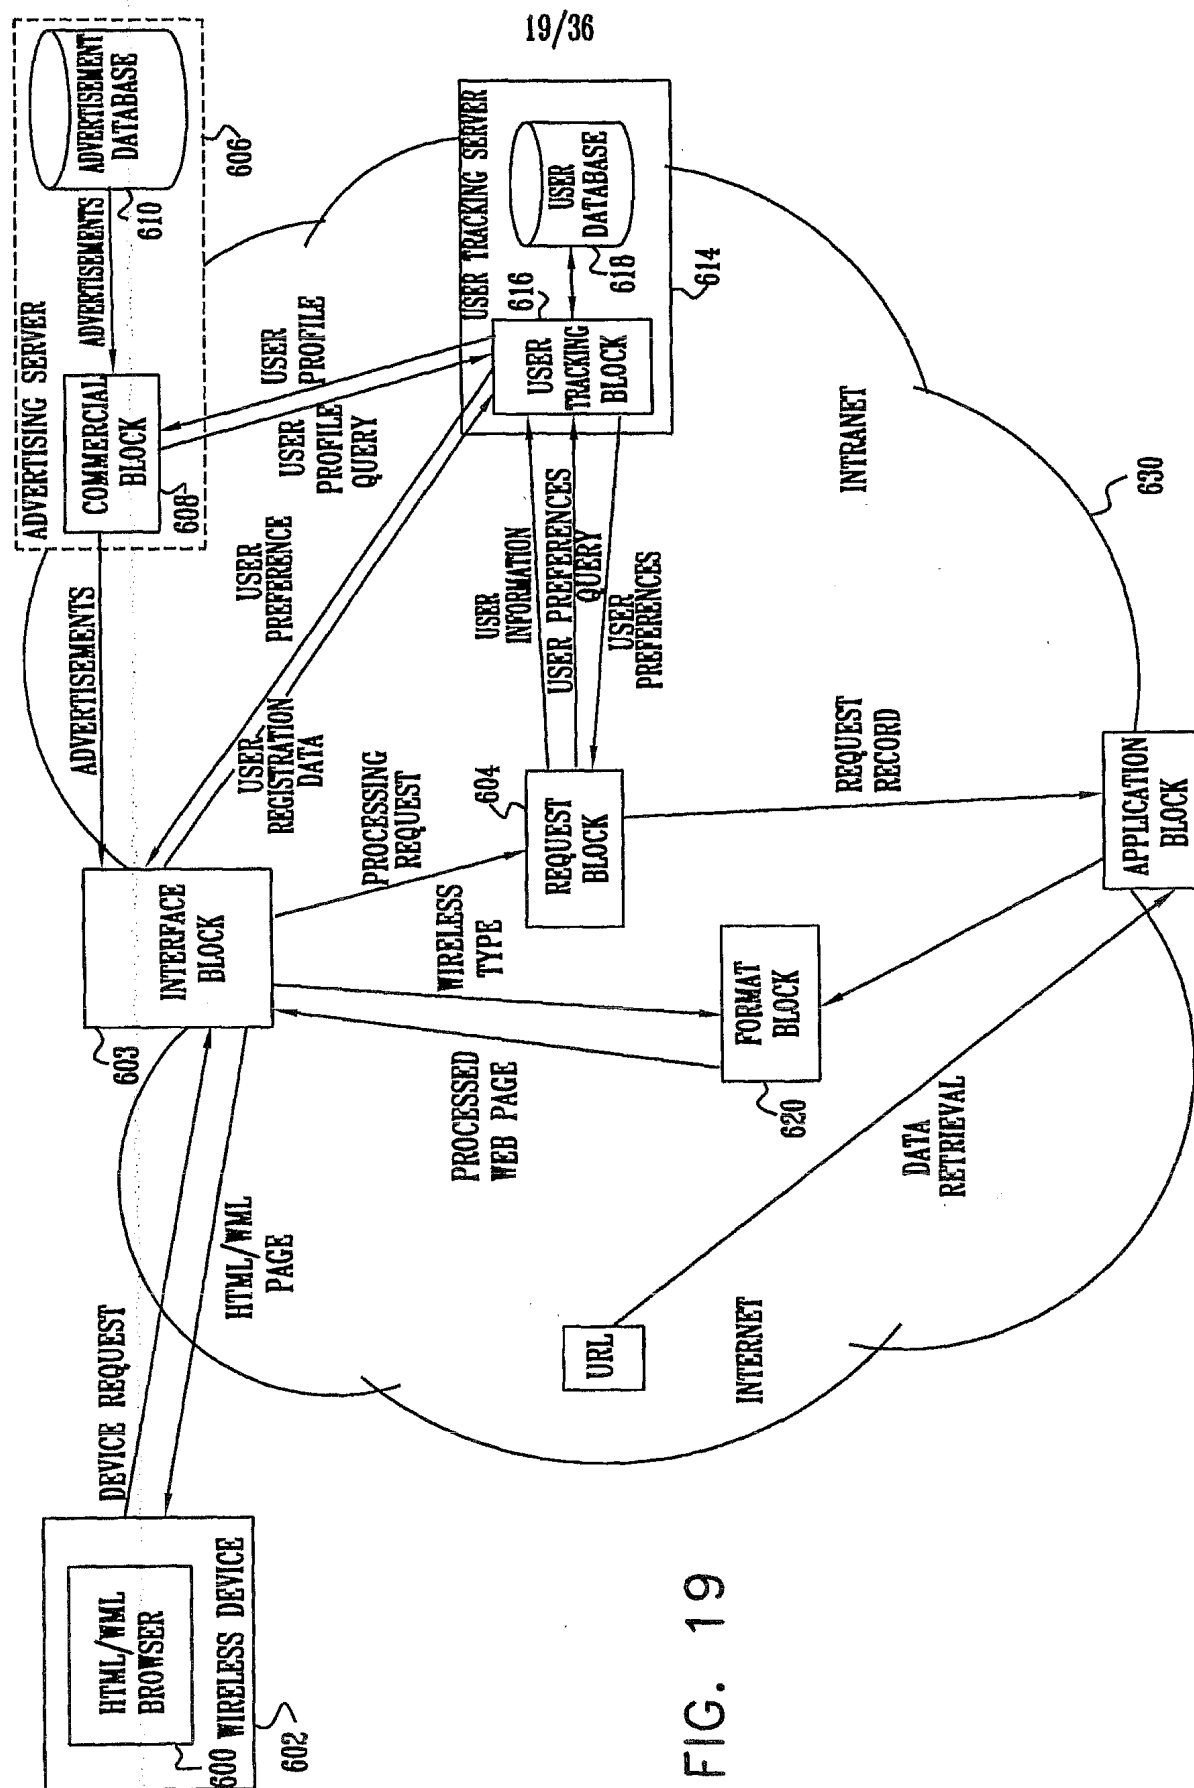 19/36
ADVERTISING SERVER
ADVERTISEMENT
DATABASE
610
606
ADVERTISEMENTS
COMMERCIAL
BLOCK
608
ADVERTISEMENTS
USER TRACKING SERVER
USER
DATABASE
618
614
616
USER
TRACKING
BLOCK
USER
PROFILE
USER
PROFILE
QUERY
USER
PREFERENCE
USER
REGISTRATION
DATA
USER
INFORMATION
USER PREFERENCES
QUERY
USER
PREFERENCES
INTRANET
630
PROCESSING
REQUEST
604
REQUEST
BLOCK
REQUEST
RECORD
APPLICATION
BLOCK
INTERFACE
BLOCK
603
WIRELESS
TYPE
FORMAT
BLOCK
620
PROCESSED
WEB PAGE
DATA
RETRIEVAL
URL
INTERNET
DEVICE REQUEST
HTML/WML
PAGE
HTML/WML
BROWSER
600
WIRELESS DEVICE
602
FIG. 19